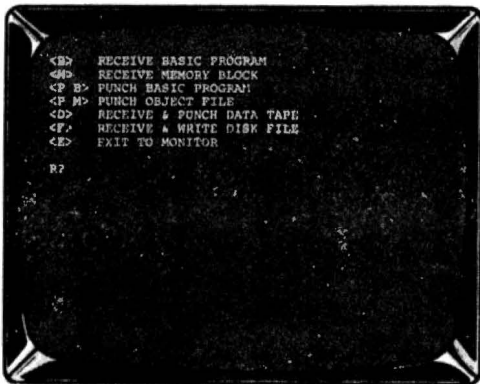 <B> RECEIVE BASIC PROGRAM
<M> RECEIVE MEMORY BLOCK
<P B> PUNCH BASIC PROGRAM
<P M> PUNCH OBJECT FILE
<D> RECEIVE & PUNCH DATA TAPE
<F> RECEIVE & WRITE DISK FILE
<E> EXIT TO MONITOR
R?